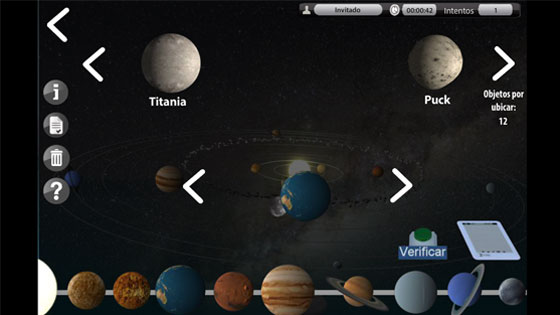 Invitado
00:00:42
Intentos
1
Titania
Puck
Objetos por
ubicar:
12
Verificar